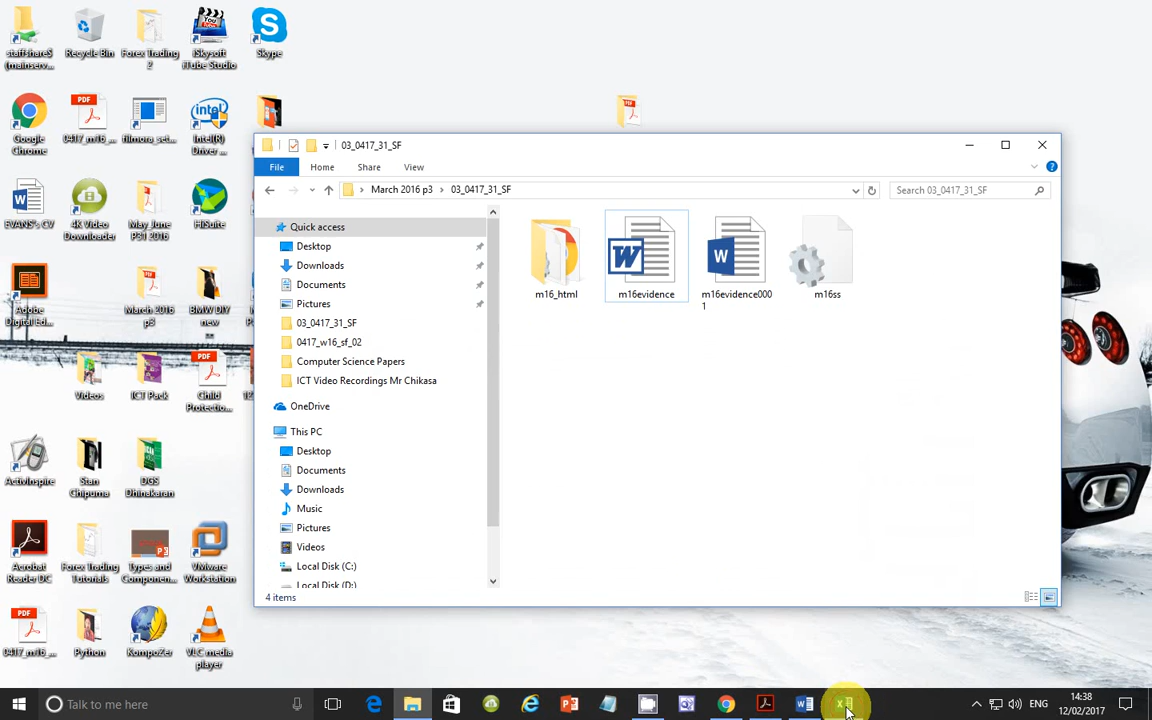 staffshare$ (mainserv...
Recycle Bin
Forex Trading 2
iSkysoft iTube Studio
Skype
Google Chrome
0417_m16_...
filmora_set...
Intel(R) Driver ...
EVANS's CV
4K Video Downloader
May_June P31 2016
HiSuite
Adobe Digital Ed...
March 2016 p3
BMW DIY new ...
Videos
ICT Pack
Child Protectio...
ActivInspire
Stan Chipuma
DGS Dhinakaran
Acrobat Reader DC
Forex Trading Tutorials
Types and Componen...
VMware Workstation
0417_m16_...
Python
KompoZer
VLC media player
03_0417_31_SF
File
Home
Share
View
March 2016 p3 › 03_0417_31_SF
Search 03_0417_31_SF
Quick access
Desktop
Downloads
Documents
Pictures
03_0417_31_SF
0417_w16_sf_02
Computer Science Papers
ICT Video Recordings Mr Chikasa
OneDrive
This PC
Desktop
Documents
Downloads
Music
Pictures
Videos
Local Disk (C:)
Local Disk (D:)
m16_html
m16evidence
m16evidence000
1
m16ss
4 items
Talk to me here
ENG
14:38
12/02/2017